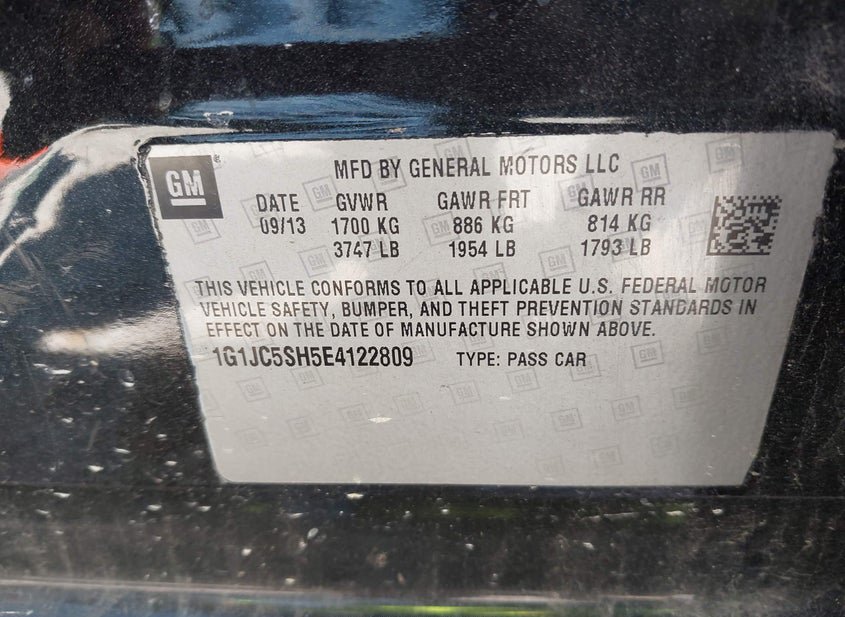 GM
MFD BY GENERAL MOTORS LLC
DATE GVWR GAWR FRT GAWR RR
09/13 1700 KG 886 KG 814 KG
3747 LB 1954 LB 1793 LB
THIS VEHICLE CONFORMS TO ALL APPLICABLE U.S. FEDERAL MOTOR
VEHICLE SAFETY, BUMPER, AND THEFT PREVENTION STANDARDS IN
EFFECT ON THE DATE OF MANUFACTURE SHOWN ABOVE.
1G1JC5SH5E4122809 TYPE: PASS CAR